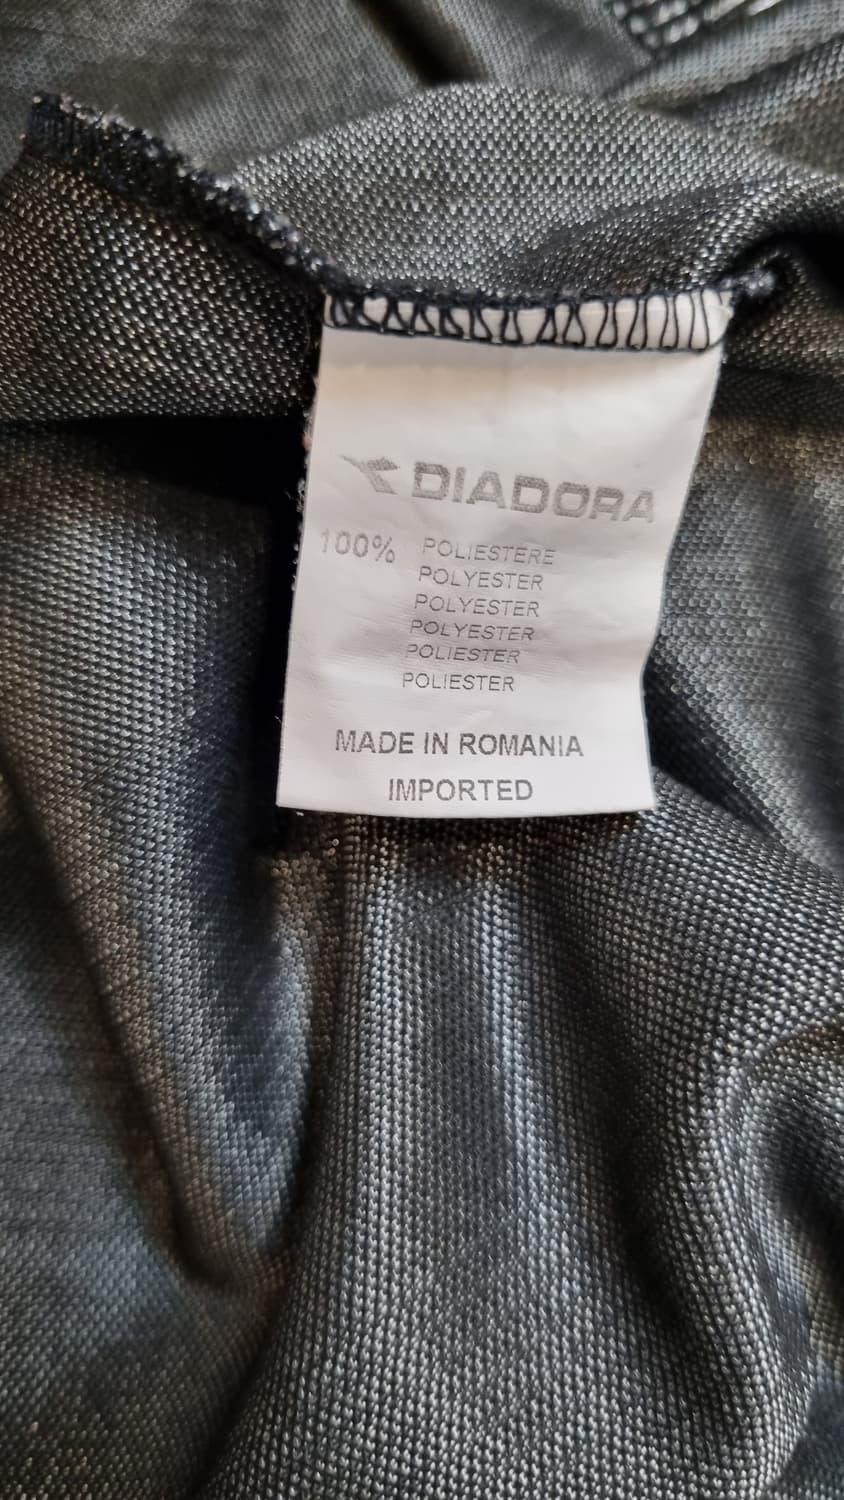 DIADORA
100% POLIESTERE
POLYESTER
POLYESTER
POLYESTER
POLIESTER
POLIESTER
MADE IN ROMANIA
IMPORTED